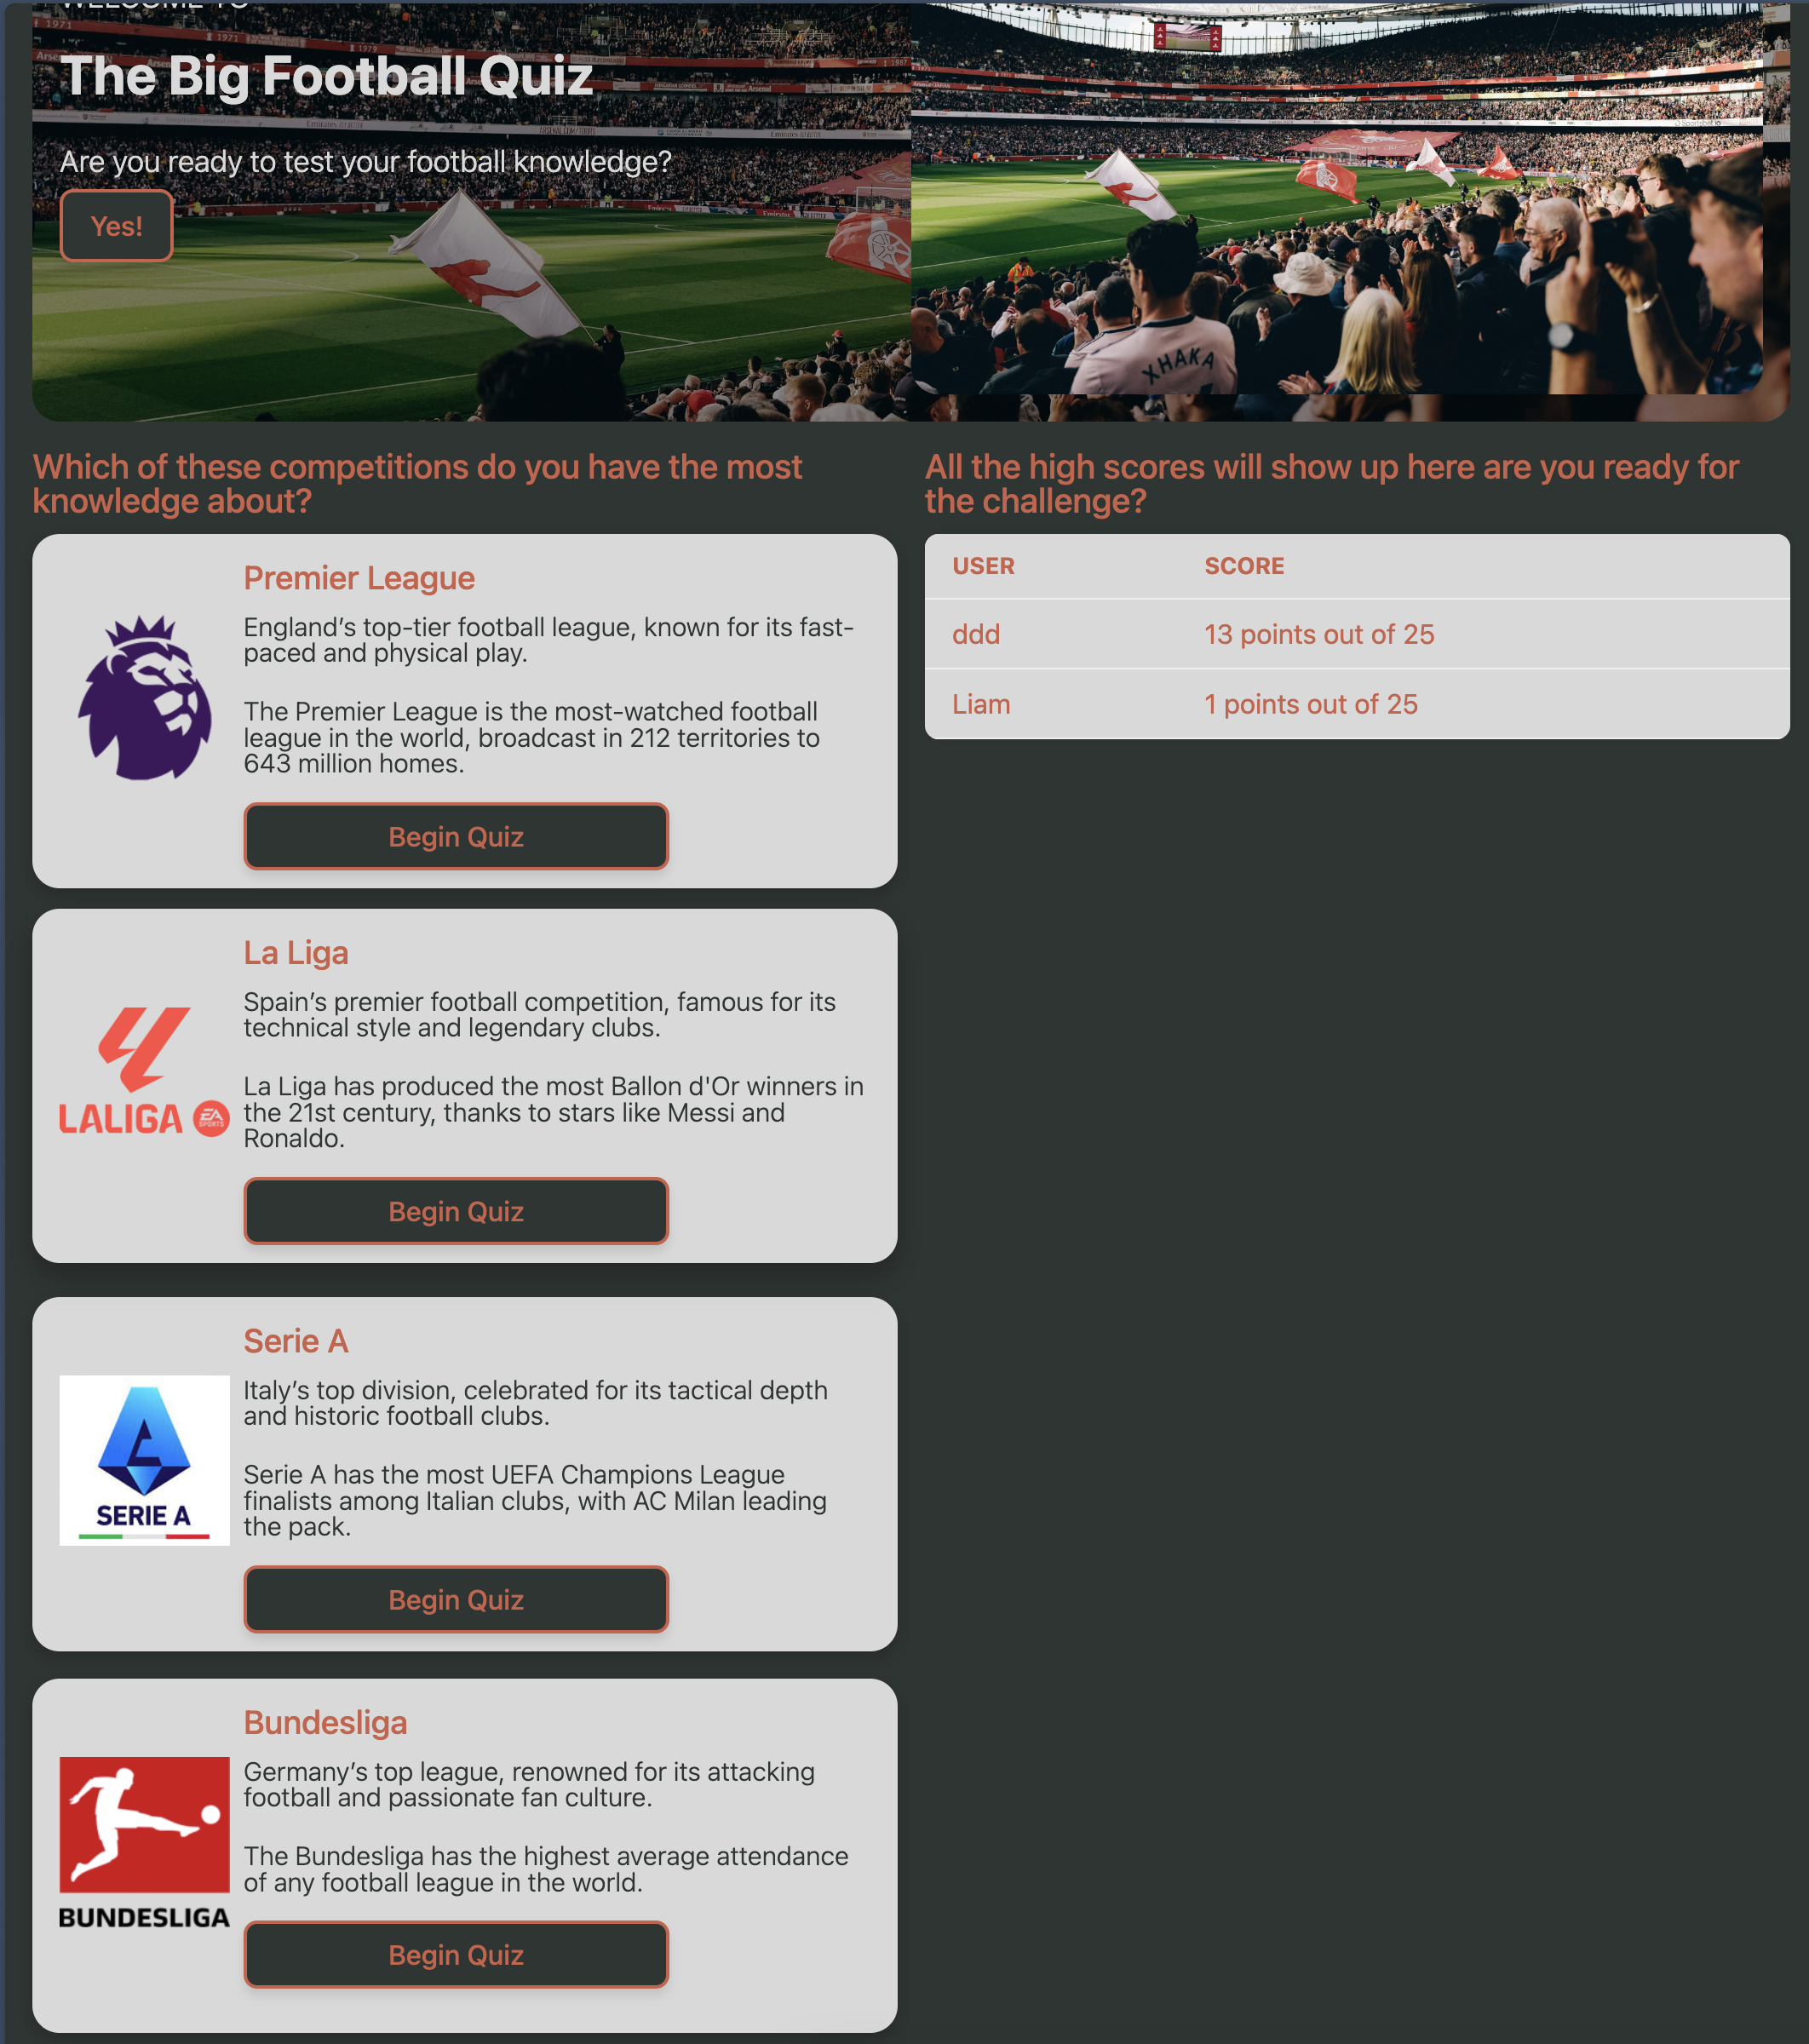 WELCOME TO
The Big Football Quiz
Are you ready to test your football knowledge?
Yes!
XHAKA
Which of these competitions do you have the most
knowledge about?
Premier League
England’s top-tier football league, known for its fast-
paced and physical play.
The Premier League is the most-watched football
league in the world, broadcast in 212 territories to
643 million homes.
Begin Quiz
La Liga
LALIGA EA SPORTS
Spain’s premier football competition, famous for its
technical style and legendary clubs.
La Liga has produced the most Ballon d'Or winners in
the 21st century, thanks to stars like Messi and
Ronaldo.
Begin Quiz
Serie A
SERIE A
Italy’s top division, celebrated for its tactical depth
and historic football clubs.
Serie A has the most UEFA Champions League
finalists among Italian clubs, with AC Milan leading
the pack.
Begin Quiz
Bundesliga
BUNDESLIGA
Germany’s top league, renowned for its attacking
football and passionate fan culture.
The Bundesliga has the highest average attendance
of any football league in the world.
Begin Quiz
All the high scores will show up here are you ready for
the challenge?
USER SCORE
ddd 13 points out of 25
Liam 1 points out of 25